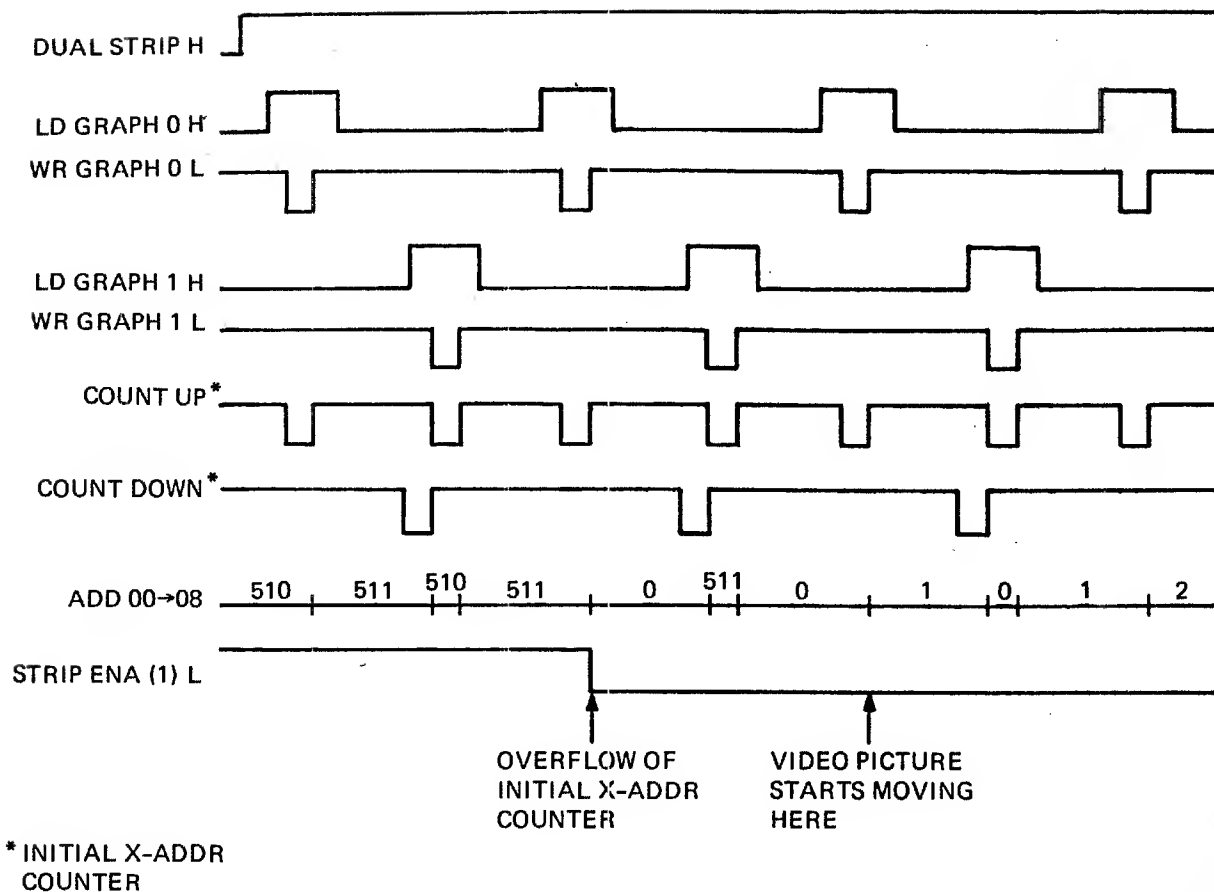 DUAL STRIP H
LD GRAPH 0 H
WR GRAPH 0 L
LD GRAPH 1 H
WR GRAPH 1 L
COUNT UP*
COUNT DOWN*
ADD 00→08 510 511 510 511 0 511 0 1 0 1 2
STRIP ENA (1) L
OVERFLOW OF
INITIAL X-ADDR
COUNTER
VIDEO PICTURE
STARTS MOVING
HERE
* INITIAL X-ADDR
COUNTER